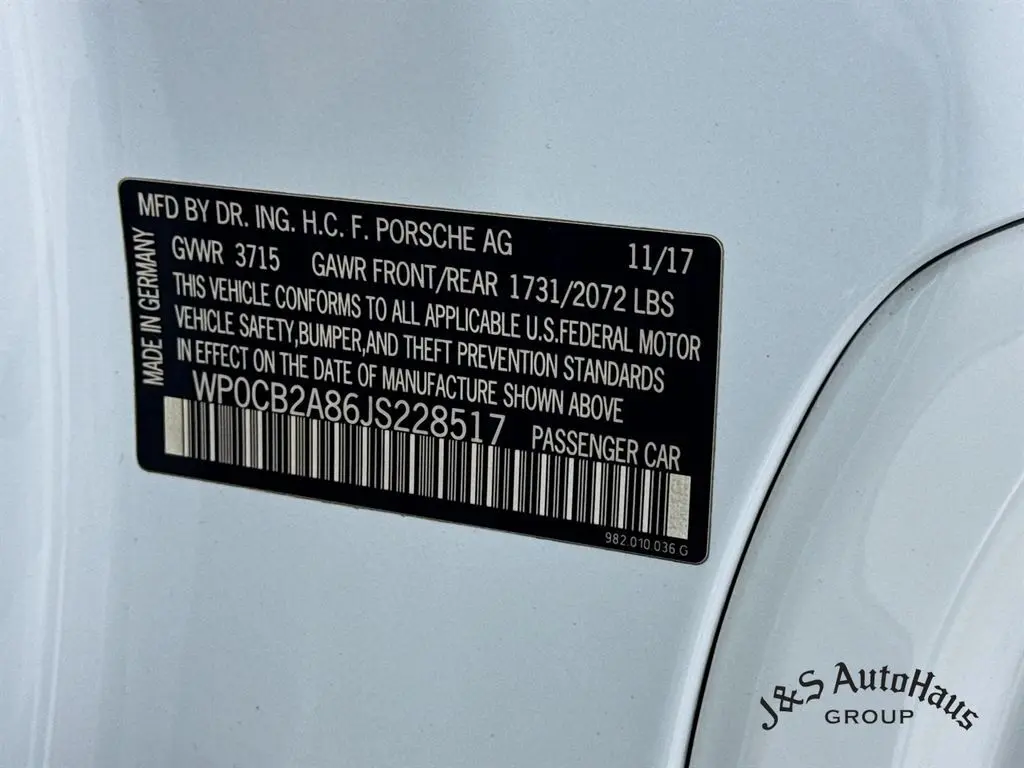 MFD BY DR. ING. H.C. F. PORSCHE AG 11/17
GVWR 3715 GAWR FRONT/REAR 1731/2072 LBS
THIS VEHICLE CONFORMS TO ALL APPLICABLE U.S.FEDERAL MOTOR
VEHICLE SAFETY,BUMPER,AND THEFT PREVENTION STANDARDS
IN EFFECT ON THE DATE OF MANUFACTURE SHOWN ABOVE
WP0CB2A86JS228517 PASSENGER CAR
MADE IN GERMANY
982.010.036 G
J&S AutoHaus
GROUP